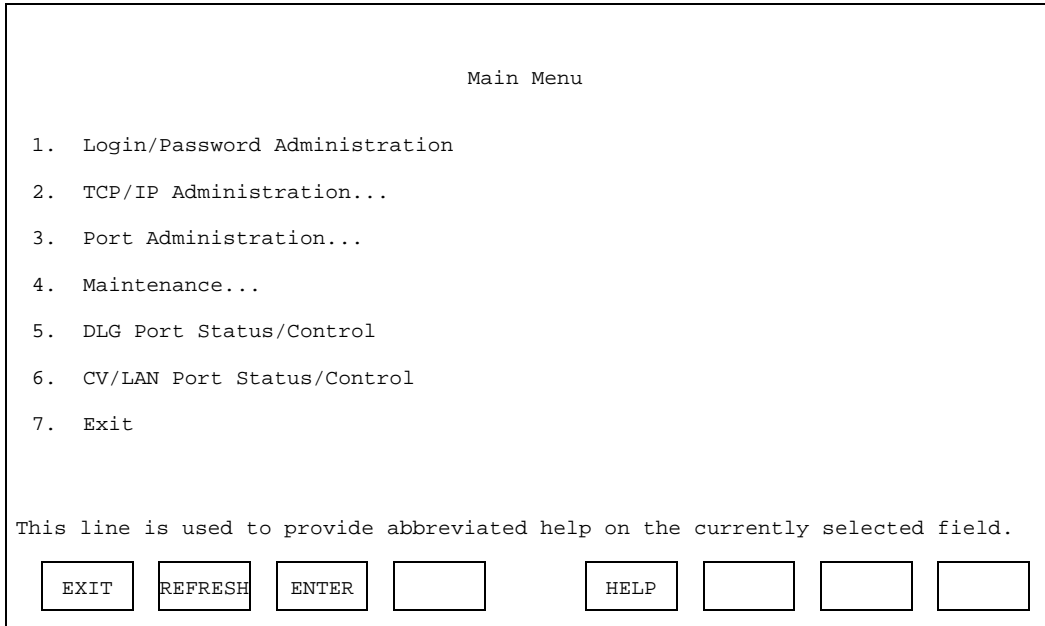 Main Menu
1. Login/Password Administration
2. TCP/IP Administration...
3. Port Administration...
4. Maintenance...
5. DLG Port Status/Control
6. CV/LAN Port Status/Control
7. Exit
This line is used to provide abbreviated help on the currently selected field.
EXIT REFRESH ENTER HELP